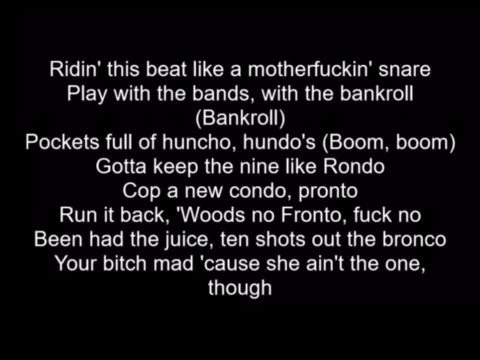 Ridin' this beat like a motherfuckin' snare
Play with the bands, with the bankroll
(Bankroll)
Pockets full of huncho, hundo's (Boom, boom)
Gotta keep the nine like Rondo
Cop a new condo, pronto
Run it back, 'Woods no Fronto, fuck no
Been had the juice, ten shots out the bronco
Your bitch mad 'cause she ain't the one,
though